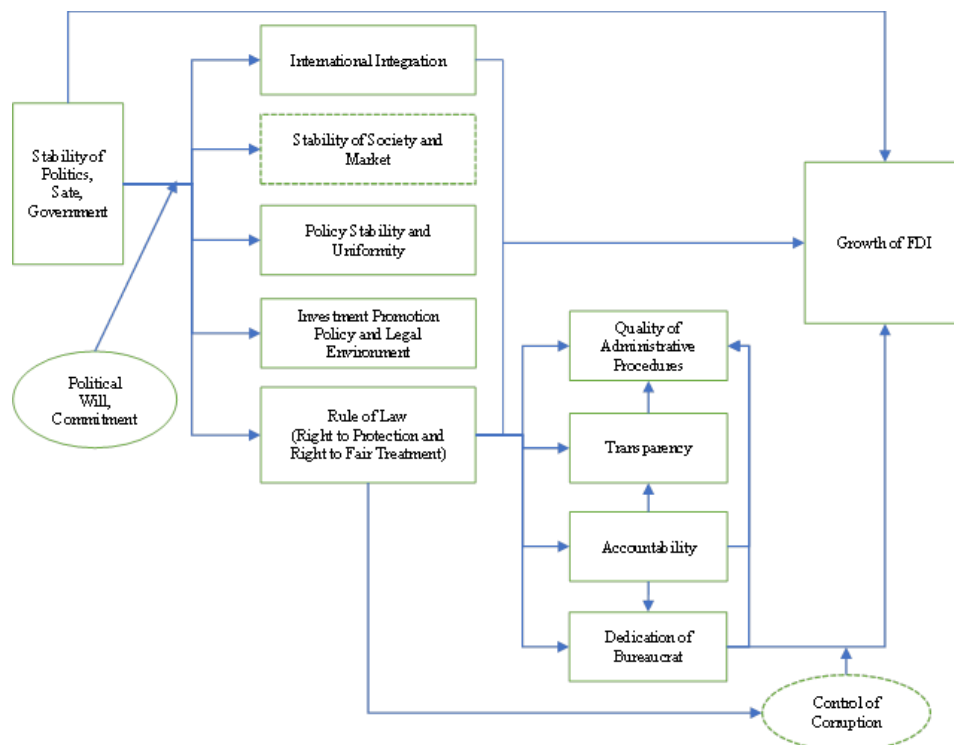 International Integration
Stability of Society and
Market
Stability of
Politics,
Sate,
Government
Policy Stability and
Uniformity
Growth of FDI
Investment Promotion
Policy and Legal
Environment
Quality of
Administrative
Procedures
Political
Will,
Commitment
Rule of Law
(Right to Protection and
Right to Fair Treatment)
Transparency
Accountability
Dedication of
Bureaucrat
Control of
Corruption